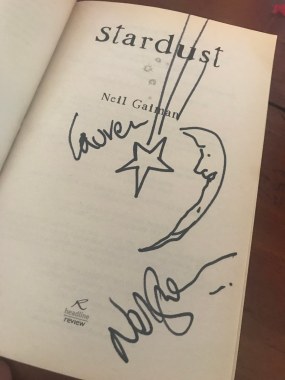 stardust
Neil Gaiman
Lauren
headline
REVIEW